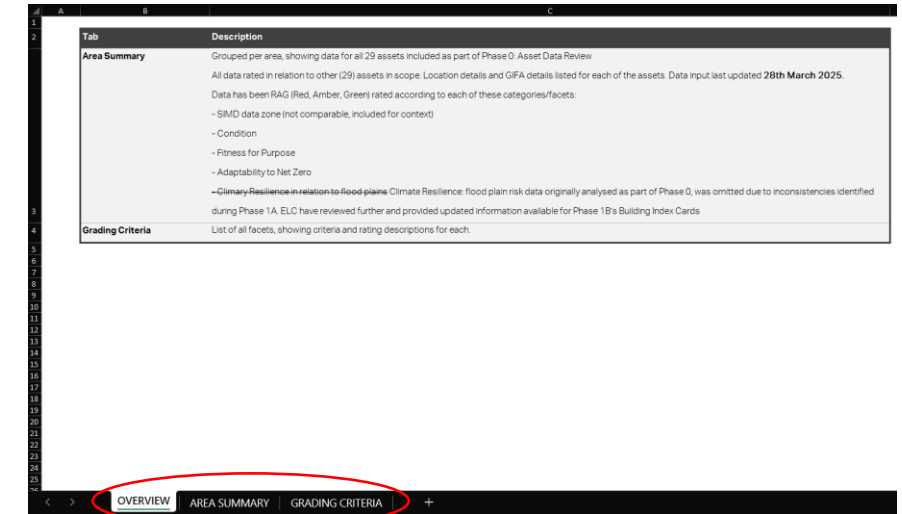 A B C
1
2 Tab Description
Area Summary Grouped per area, showing data for all 29 assets included as part of Phase 0: Asset Data Review
All data rated in relation to other (29) assets in scope. Location details and GIFA details listed for each of the assets. Data input last updated 28th March 2025.
Data has been RAG (Red, Amber, Green) rated according to each of these categories/facets:
- SIMD data zone (not comparable, included for context)
- Condition
- Fitness for Purpose
- Adaptability to Net Zero
- Climary Resilience in relation to flood plains Climate Resilience: flood plain risk data originally analysed as part of Phase 0, was omitted due to inconsistencies identified
3 during Phase 1A. ELC have reviewed further and provided updated information available for Phase 1B's Building Index Cards
4 Grading Criteria List of all facets, showing criteria and rating descriptions for each.
5
6
7
8
9
10
11
12
13
14
15
16
17
18
19
20
21
22
23
24
25
OVERVIEW AREA SUMMARY GRADING CRITERIA +